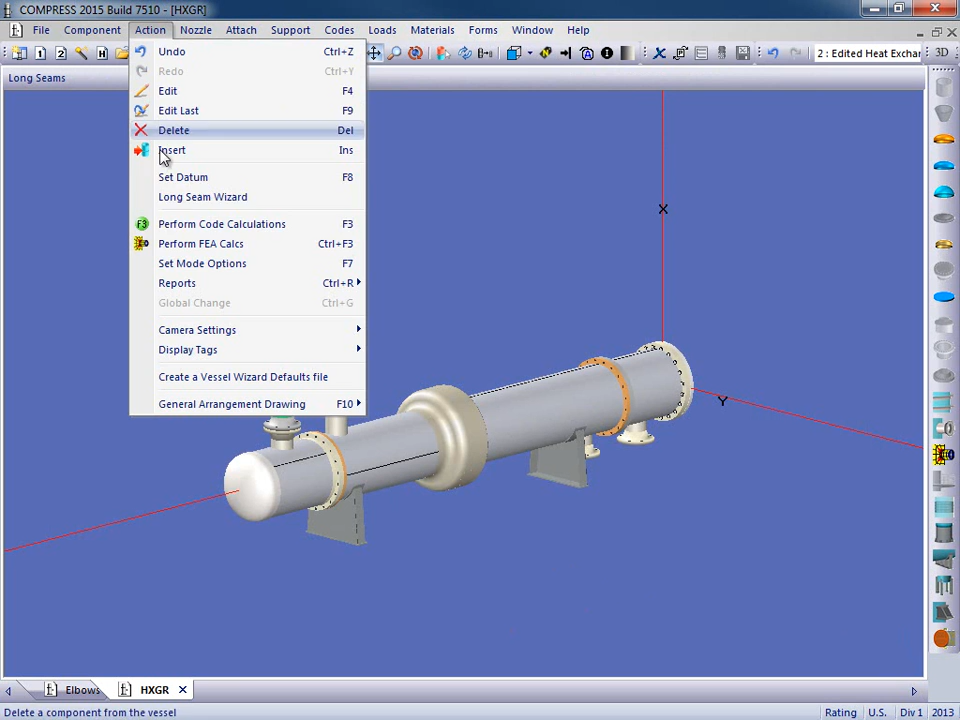 COMPRESS 2015 Build 7510 - [HXGR]
File Component Action Nozzle Attach Support Codes Loads Materials Forms Window Help
2 : Edited Heat Exchan 3D
Long Seams
Undo Ctrl+Z
Redo Ctrl+Y
Edit F4
Edit Last F9
Delete Del
Insert Ins
Set Datum F8
Long Seam Wizard
F3 Perform Code Calculations F3
Perform FEA Calcs Ctrl+F3
Set Mode Options F7
Reports Ctrl+R
Global Change Ctrl+G
Camera Settings
Display Tags
Create a Vessel Wizard Defaults file
General Arrangement Drawing F10
X
Y
Elbows HXGR
Delete a component from the vessel Rating U.S. Div 1 2013